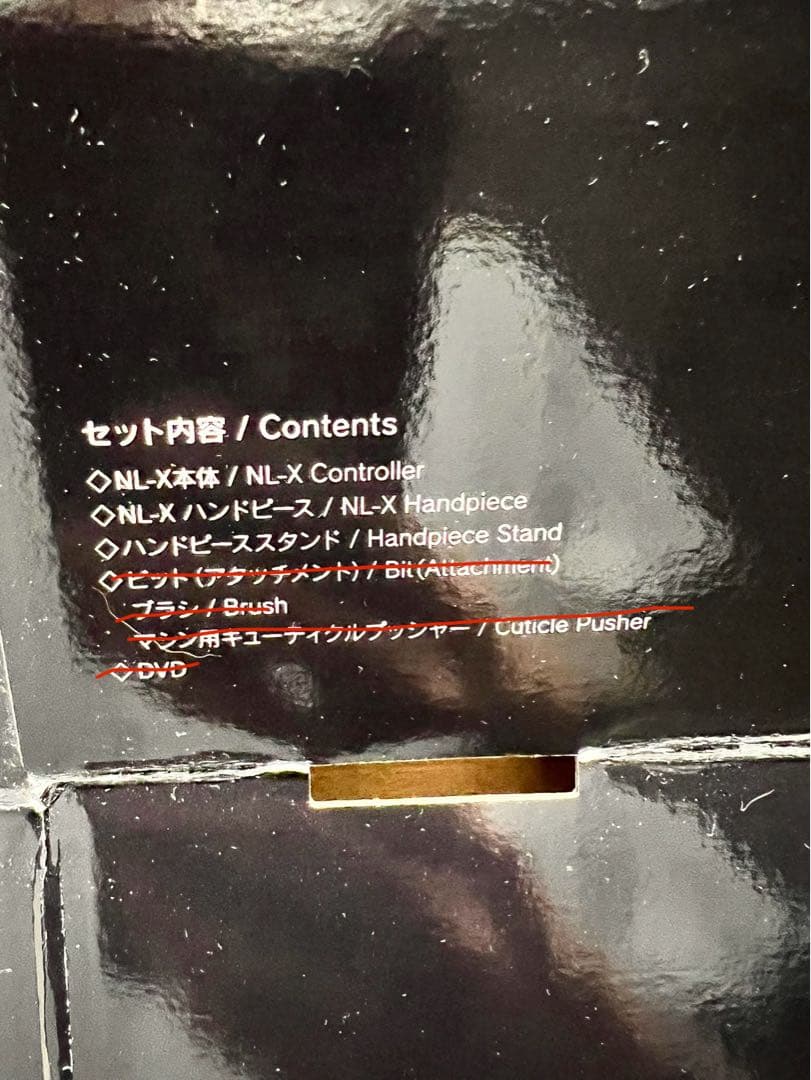 セット内容 / Contents
◇NL-X本体 / NL-X Controller
◇NL-X ハンドピース / NL-X Handpiece
◇ハンドピーススタンド / Handpiece Stand
◇ビット(アタッチメント) / Bit(Attachment)
ブラシ / Brush
マシン用キューティクルプッシャー / Cuticle Pusher
◇DVD